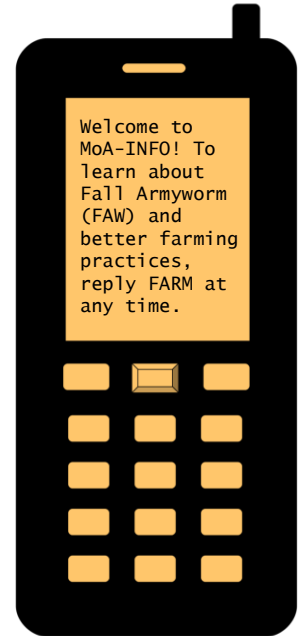 Welcome to
MoA-INFO! To
learn about
Fall Armyworm
(FAW) and
better farming
practices,
reply FARM at
any time.